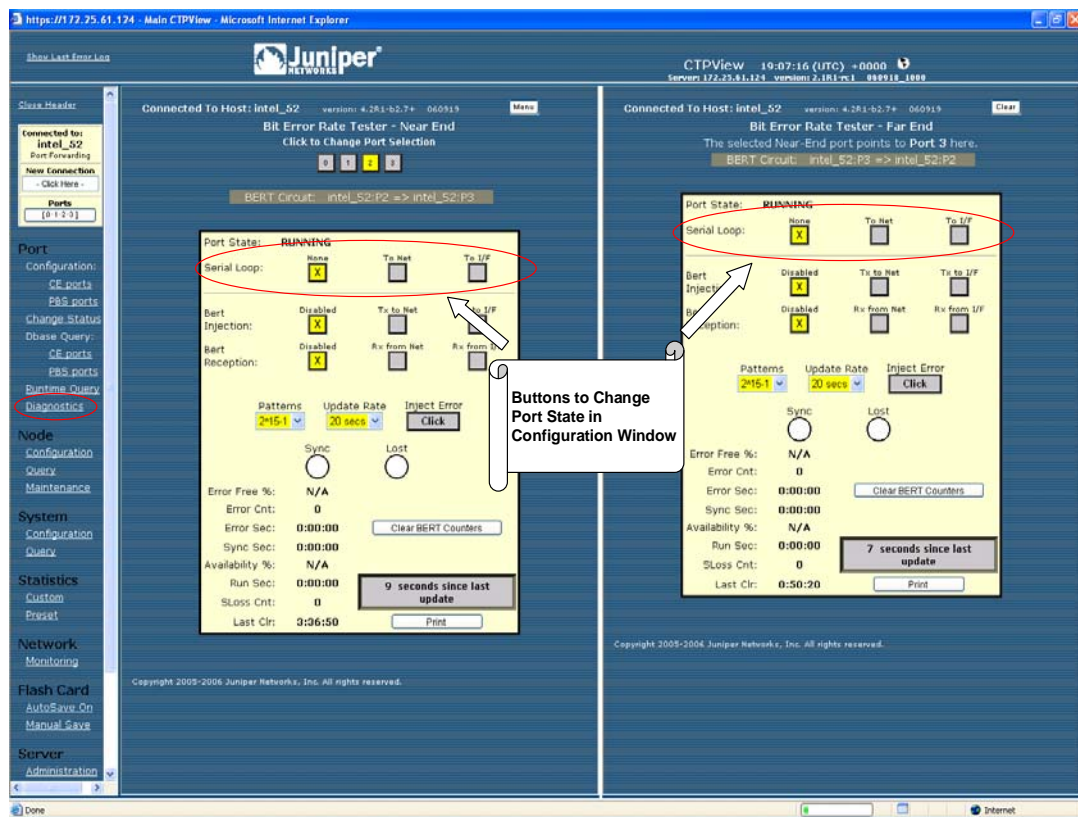 https://172.25.61.124 - Main CTPView - Microsoft Internet Explorer
Show Last Error Log
Juniper
NETWORKS
CTPView 19:07:16 (UTC) +0000
Server: 172.25.61.124 version: 2.1R1-rc1 060918_1000
Close Header
Connected to:
intel_52
Port Forwarding
New Connection
- Click Here -
Ports
[0-1-2-3]
Port
Configuration:
CE ports
PBS ports
Change Status
Dbase Query:
CE ports
PBS ports
Runtime Query
Diagnostics
Node
Configuration
Query
Maintenance
System
Configuration
Query
Statistics
Custom
Preset
Network
Monitoring
Flash Card
AutoSave On
Manual Save
Server
Administration
Connected To Host: intel_52 version: 4.2R1-b2.7+ 060919
Menu
Bit Error Rate Tester - Near End
Click to Change Port Selection
0 1 2 3
BERT Circuit: intel_52:P2 => intel_52:P3
Port State: RUNNING
None To Net To I/F
Serial Loop: X
Disabled Tx to Net to I/F
Bert
Injection: X
Disabled Rx from Net Rx from
Bert
Reception: X
Patterns Update Rate Inject Error
2^15-1 20 secs Click
Sync Lost
Error Free %: N/A
Error Cnt: 0
Error Sec: 0:00:00 Clear BERT Counters
Sync Sec: 0:00:00
Availability %: N/A
Run Sec: 0:00:00 9 seconds since last
update
SLoss Cnt: 0
Last Clr: 3:36:50 Print
Copyright 2005-2006 Juniper Networks, Inc. All rights reserved.
Buttons to Change
Port State in
Configuration Window
Connected To Host: intel_52 version: 4.2R1-b2.7+ 060919
Clear
Bit Error Rate Tester - Far End
The selected Near-End port points to Port 3 here.
BERT Circuit: intel_52:P3 => intel_52:P2
Port State: RUNNING
None To Net To I/F
Serial Loop: X
Disabled Tx to Net Tx to I/F
Bert
X
Disabled Rx from Net Rx from I/F
X
Patterns Update Rate Inject Error
2^15-1 20 secs Click
Sync Lost
Error Free %: N/A
Error Cnt: 0
Error Sec: 0:00:00 Clear BERT Counters
Sync Sec: 0:00:00
Availability %: N/A
Run Sec: 0:00:00 7 seconds since last
update
SLoss Cnt: 0
Last Clr: 0:50:20 Print
Copyright 2005-2006 Juniper Networks, Inc. All rights reserved.
Done
Internet